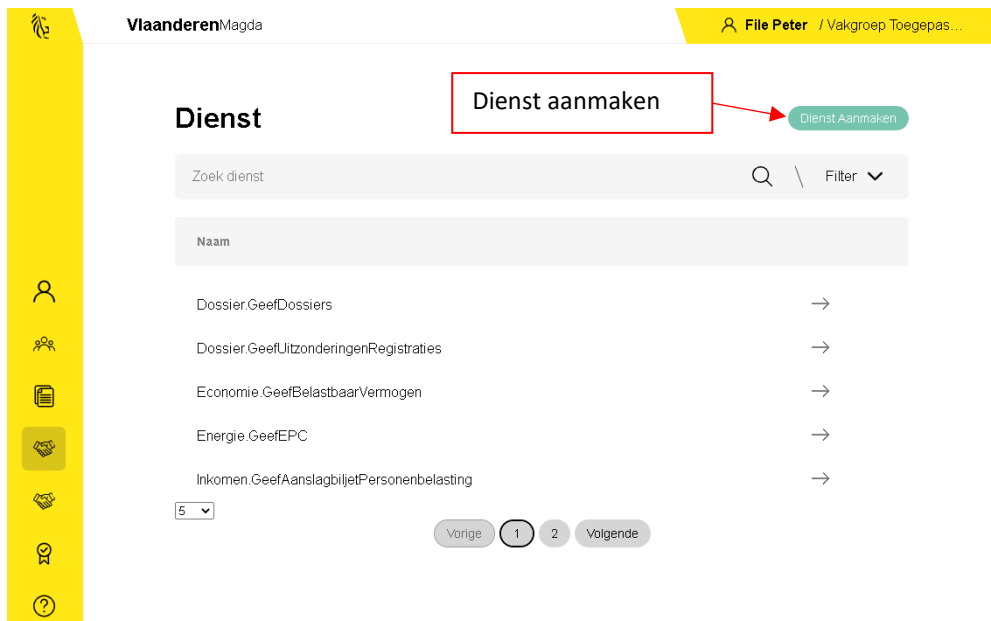 VlaanderenMagda
File Peter / Vakgroep Toegepas...
Dienst
Dienst aanmaken
Dienst Aanmaken
Zoek dienst
Filter
Naam
Dossier.GeefDossiers
Dossier.GeefUitzonderingenRegistraties
Economie.GeefBelastbaarVermogen
Energie.GeefEPC
Inkomen.GeefAanslagbiljetPersonenbelasting
5
Vorige 1 2 Volgende